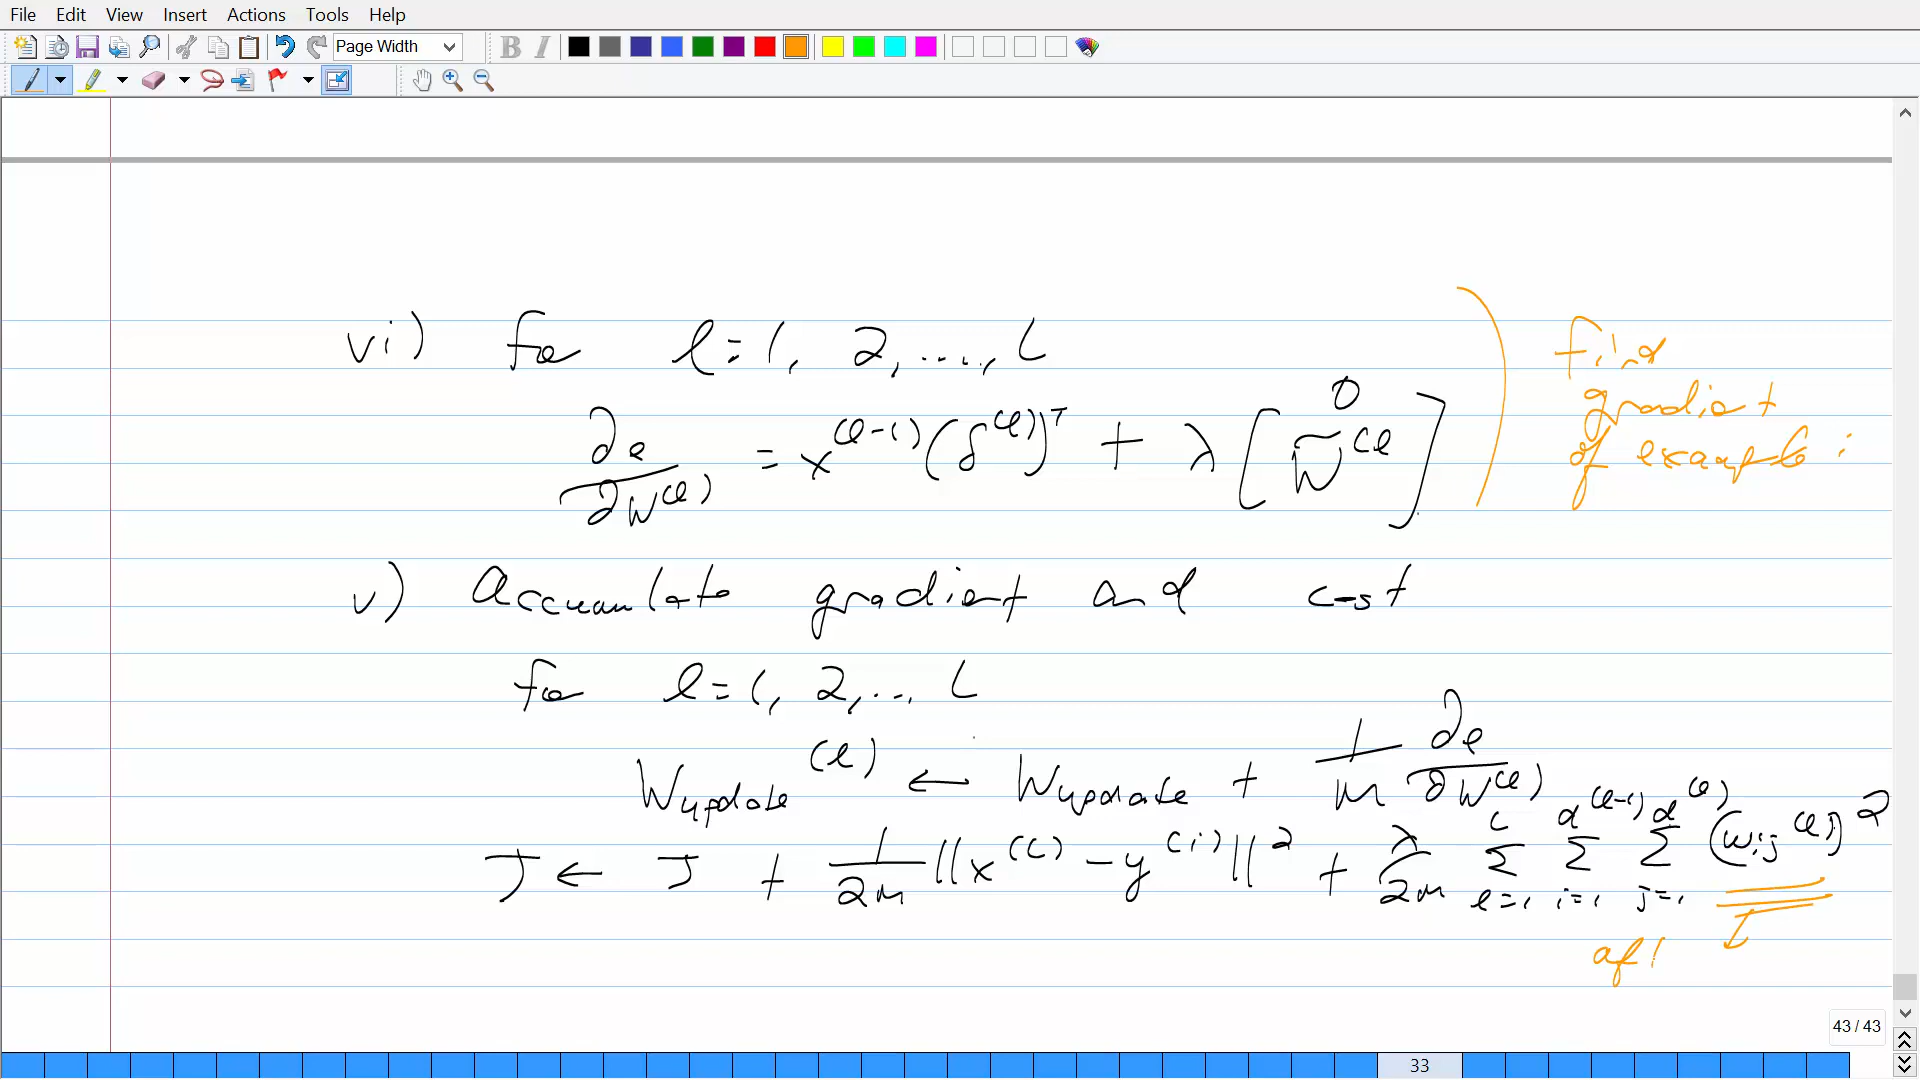 File Edit View Insert Actions Tools Help
Page Width
B I
vi) for l=1, 2, ...., L
∂e/∂W^(l) = x^(l-1) (δ^(l))^T + λ [0 W̃^(l]
find
gradient
of example i
v) Accumulate gradient and cost
for l=1, 2, ..., L
W_update^(l) ← W_update + 1/m ∂e/∂W^(l)
J ← J + 1/2m ||x^(L) - y^(i)||^2 + λ/2m Σ_{l=1}^{L} Σ_{i=1}^{d^(l-1)} Σ_{j=1}^{d^(l)} (w_ij^(l))^2
43 / 43
33